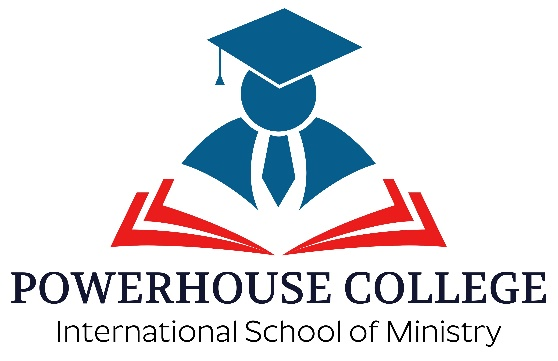 POWERHOUSE COLLEGE
International School of Ministry